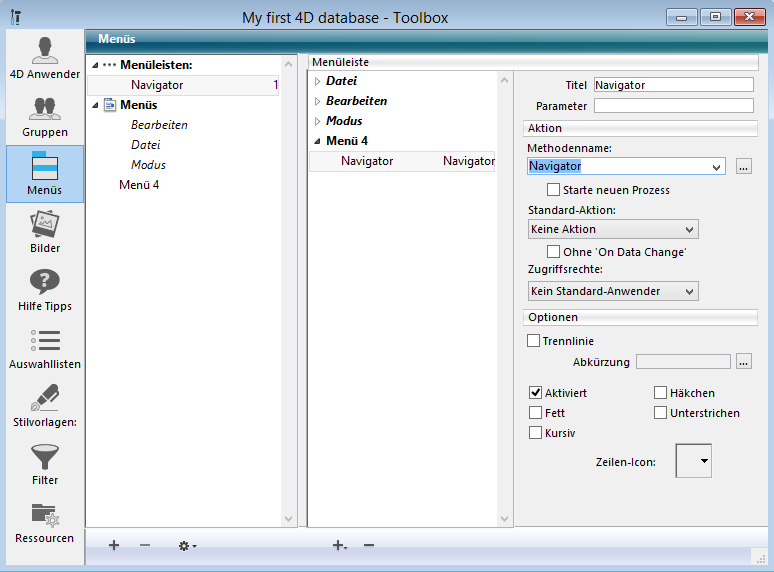 My first 4D database - Toolbox
Menüs
4D Anwender
Gruppen
Menüs
Bilder
Hilfe Tipps
Auswahllisten
Stilvorlagen:
Filter
Ressourcen
Menüleisten:
Navigator 1
Menüs
Bearbeiten
Datei
Modus
Menü 4
Menüleiste
Datei
Bearbeiten
Modus
Menü 4
Navigator Navigator
Titel Navigator
Parameter
Aktion
Methodenname:
Navigator
...
Starte neuen Prozess
Standard-Aktion:
Keine Aktion
Ohne 'On Data Change'
Zugriffsrechte:
Kein Standard-Anwender
Optionen
Trennlinie
Abkürzung ...
Aktiviert Häkchen
Fett Unterstrichen
Kursiv
Zeilen-Icon: